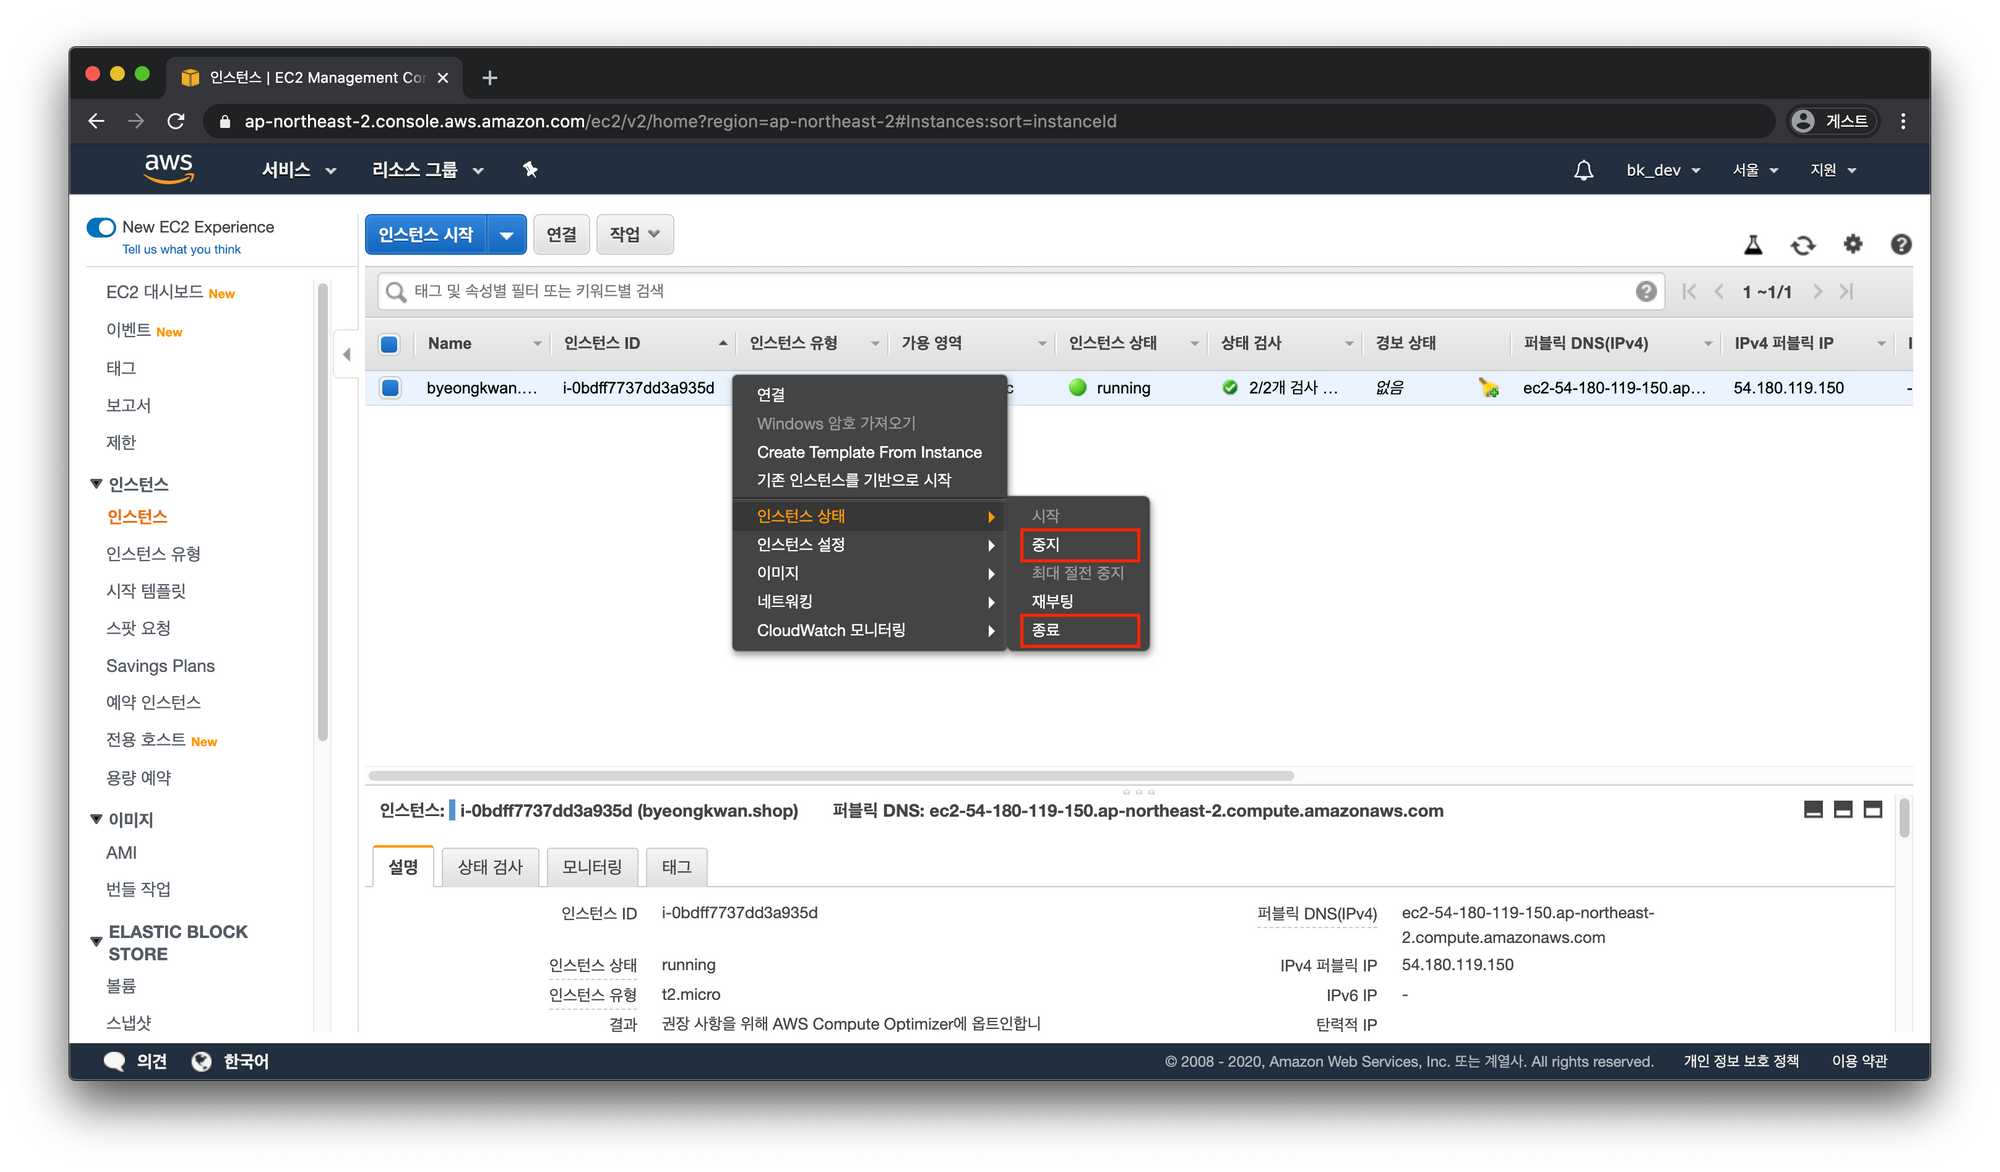 인스턴스 | EC2 Management Con
ap-northeast-2.console.aws.amazon.com/ec2/v2/home?region=ap-northeast-2#Instances:sort=instanceId
게스트
aws
서비스
리소스 그룹
bk_dev
서울
지원
New EC2 Experience
Tell us what you think
EC2 대시보드 New
이벤트 New
태그
보고서
제한
인스턴스
인스턴스
인스턴스 유형
시작 템플릿
스팟 요청
Savings Plans
예약 인스턴스
전용 호스트 New
용량 예약
이미지
AMI
번들 작업
ELASTIC BLOCK
STORE
볼륨
스냅샷
인스턴스 시작
연결
작업
태그 및 속성별 필터 또는 키워드별 검색
1 ~1/1
Name 인스턴스 ID 인스턴스 유형 가용 영역 인스턴스 상태 상태 검사 경보 상태 퍼블릭 DNS(IPv4) IPv4 퍼블릭 IP
byeongkwan.... i-0bdff7737dd3a935d c running 2/2개 검사 ... 없음 ec2-54-180-119-150.ap... 54.180.119.150 -
연결
Windows 암호 가져오기
Create Template From Instance
기존 인스턴스를 기반으로 시작
인스턴스 상태
인스턴스 설정
이미지
네트워킹
CloudWatch 모니터링
시작
중지
최대 절전 중지
재부팅
종료
인스턴스: i-0bdff7737dd3a935d (byeongkwan.shop) 퍼블릭 DNS: ec2-54-180-119-150.ap-northeast-2.compute.amazonaws.com
설명
상태 검사
모니터링
태그
인스턴스 ID i-0bdff7737dd3a935d
인스턴스 상태 running
인스턴스 유형 t2.micro
결과 권장 사항을 위해 AWS Compute Optimizer에 옵트인합니
퍼블릭 DNS(IPv4) ec2-54-180-119-150.ap-northeast-
2.compute.amazonaws.com
IPv4 퍼블릭 IP 54.180.119.150
IPv6 IP -
탄력적 IP
의견
한국어
© 2008 - 2020, Amazon Web Services, Inc. 또는 계열사. All rights reserved.
개인 정보 보호 정책
이용 약관